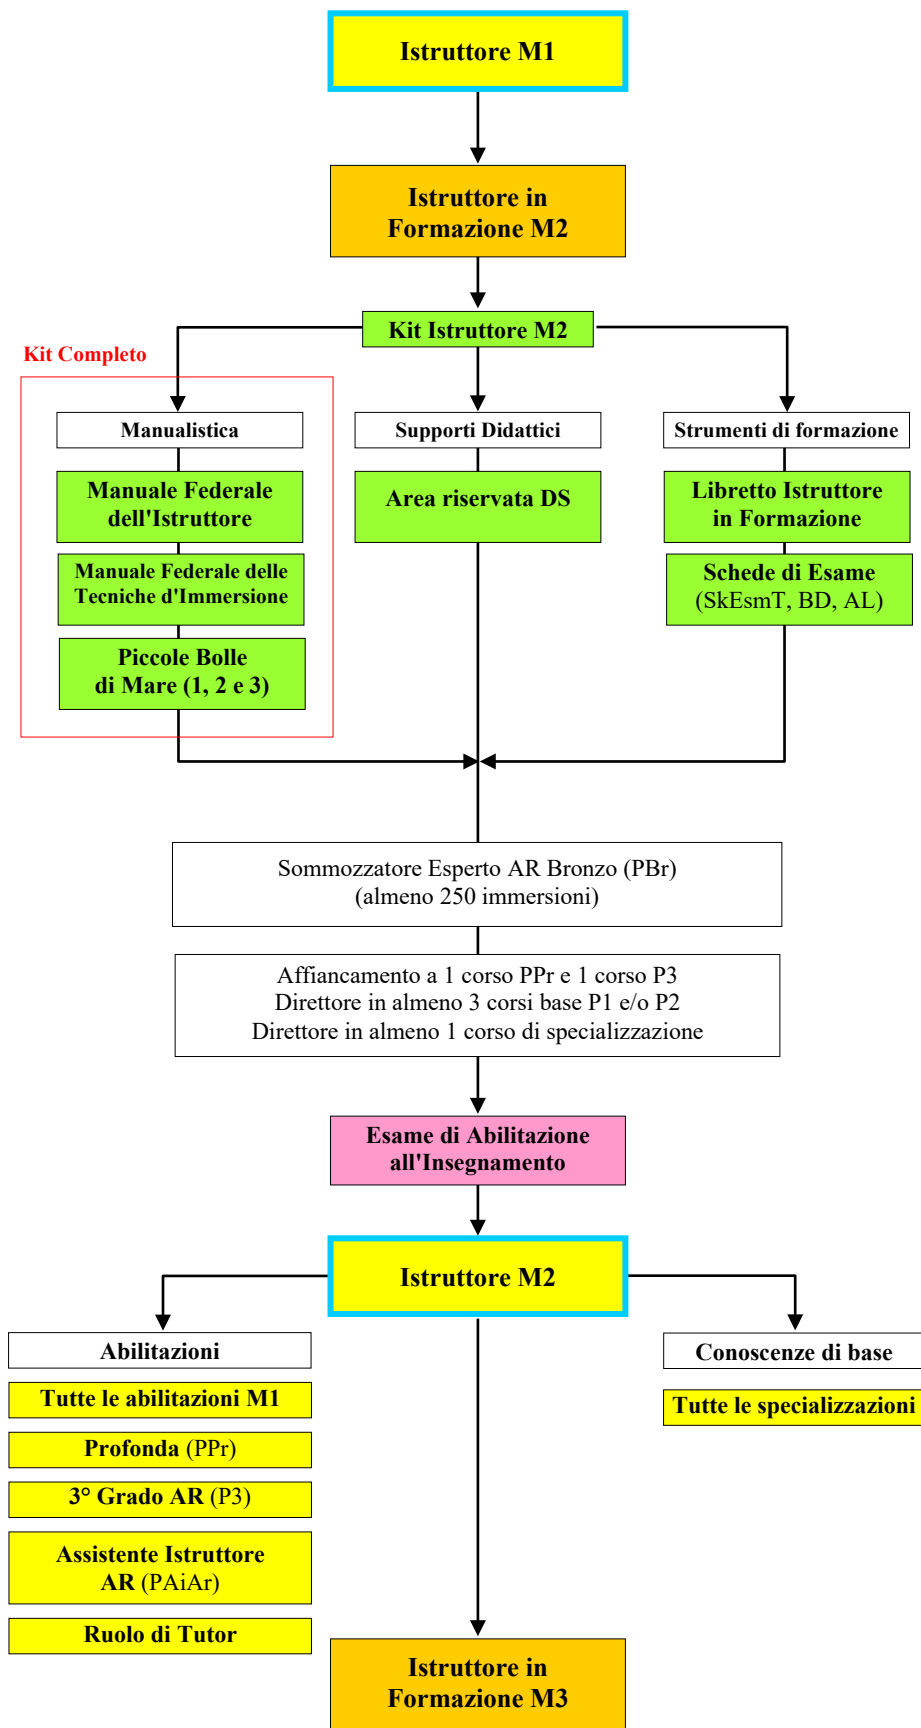 Istruttore M1
Istruttore in
Formazione M2
Kit Istruttore M2
Kit Completo
Manualistica
Supporti Didattici
Strumenti di formazione
Manuale Federale
dell'Istruttore
Area riservata DS
Libretto Istruttore
in Formazione
Manuale Federale delle
Tecniche d'Immersione
Schede di Esame
(SkEsmT, BD, AL)
Piccole Bolle
di Mare (1, 2 e 3)
Sommozzatore Esperto AR Bronzo (PBr)
(almeno 250 immersioni)
Affiancamento a 1 corso PPr e 1 corso P3
Direttore in almeno 3 corsi base P1 e/o P2
Direttore in almeno 1 corso di specializzazione
Esame di Abilitazione
all'Insegnamento
Istruttore M2
Abilitazioni
Conoscenze di base
Tutte le abilitazioni M1
Tutte le specializzazioni
Profonda (PPr)
3° Grado AR (P3)
Assistente Istruttore
AR (PAiAr)
Ruolo di Tutor
Istruttore in
Formazione M3